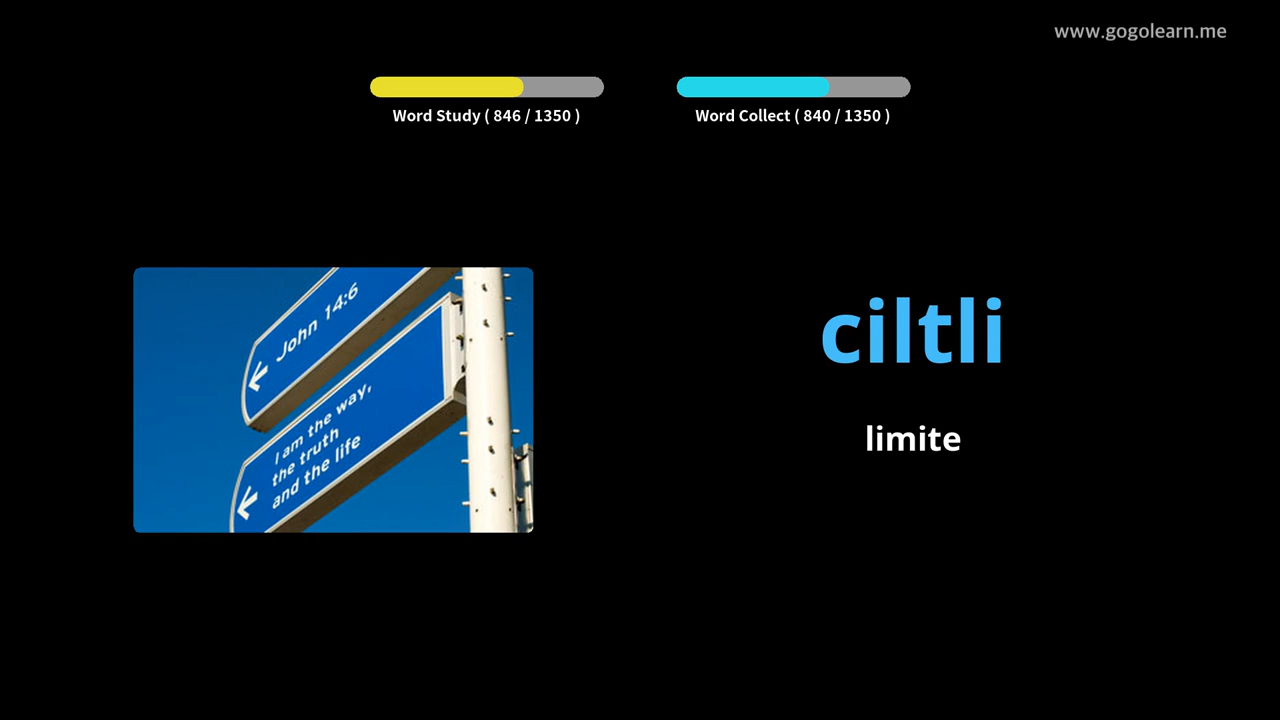 www.gogolearn.me
Word Study ( 846 / 1350 )
Word Collect ( 840 / 1350 )
John 14:6
I am the way,
the truth
and the life
ciltli
limite